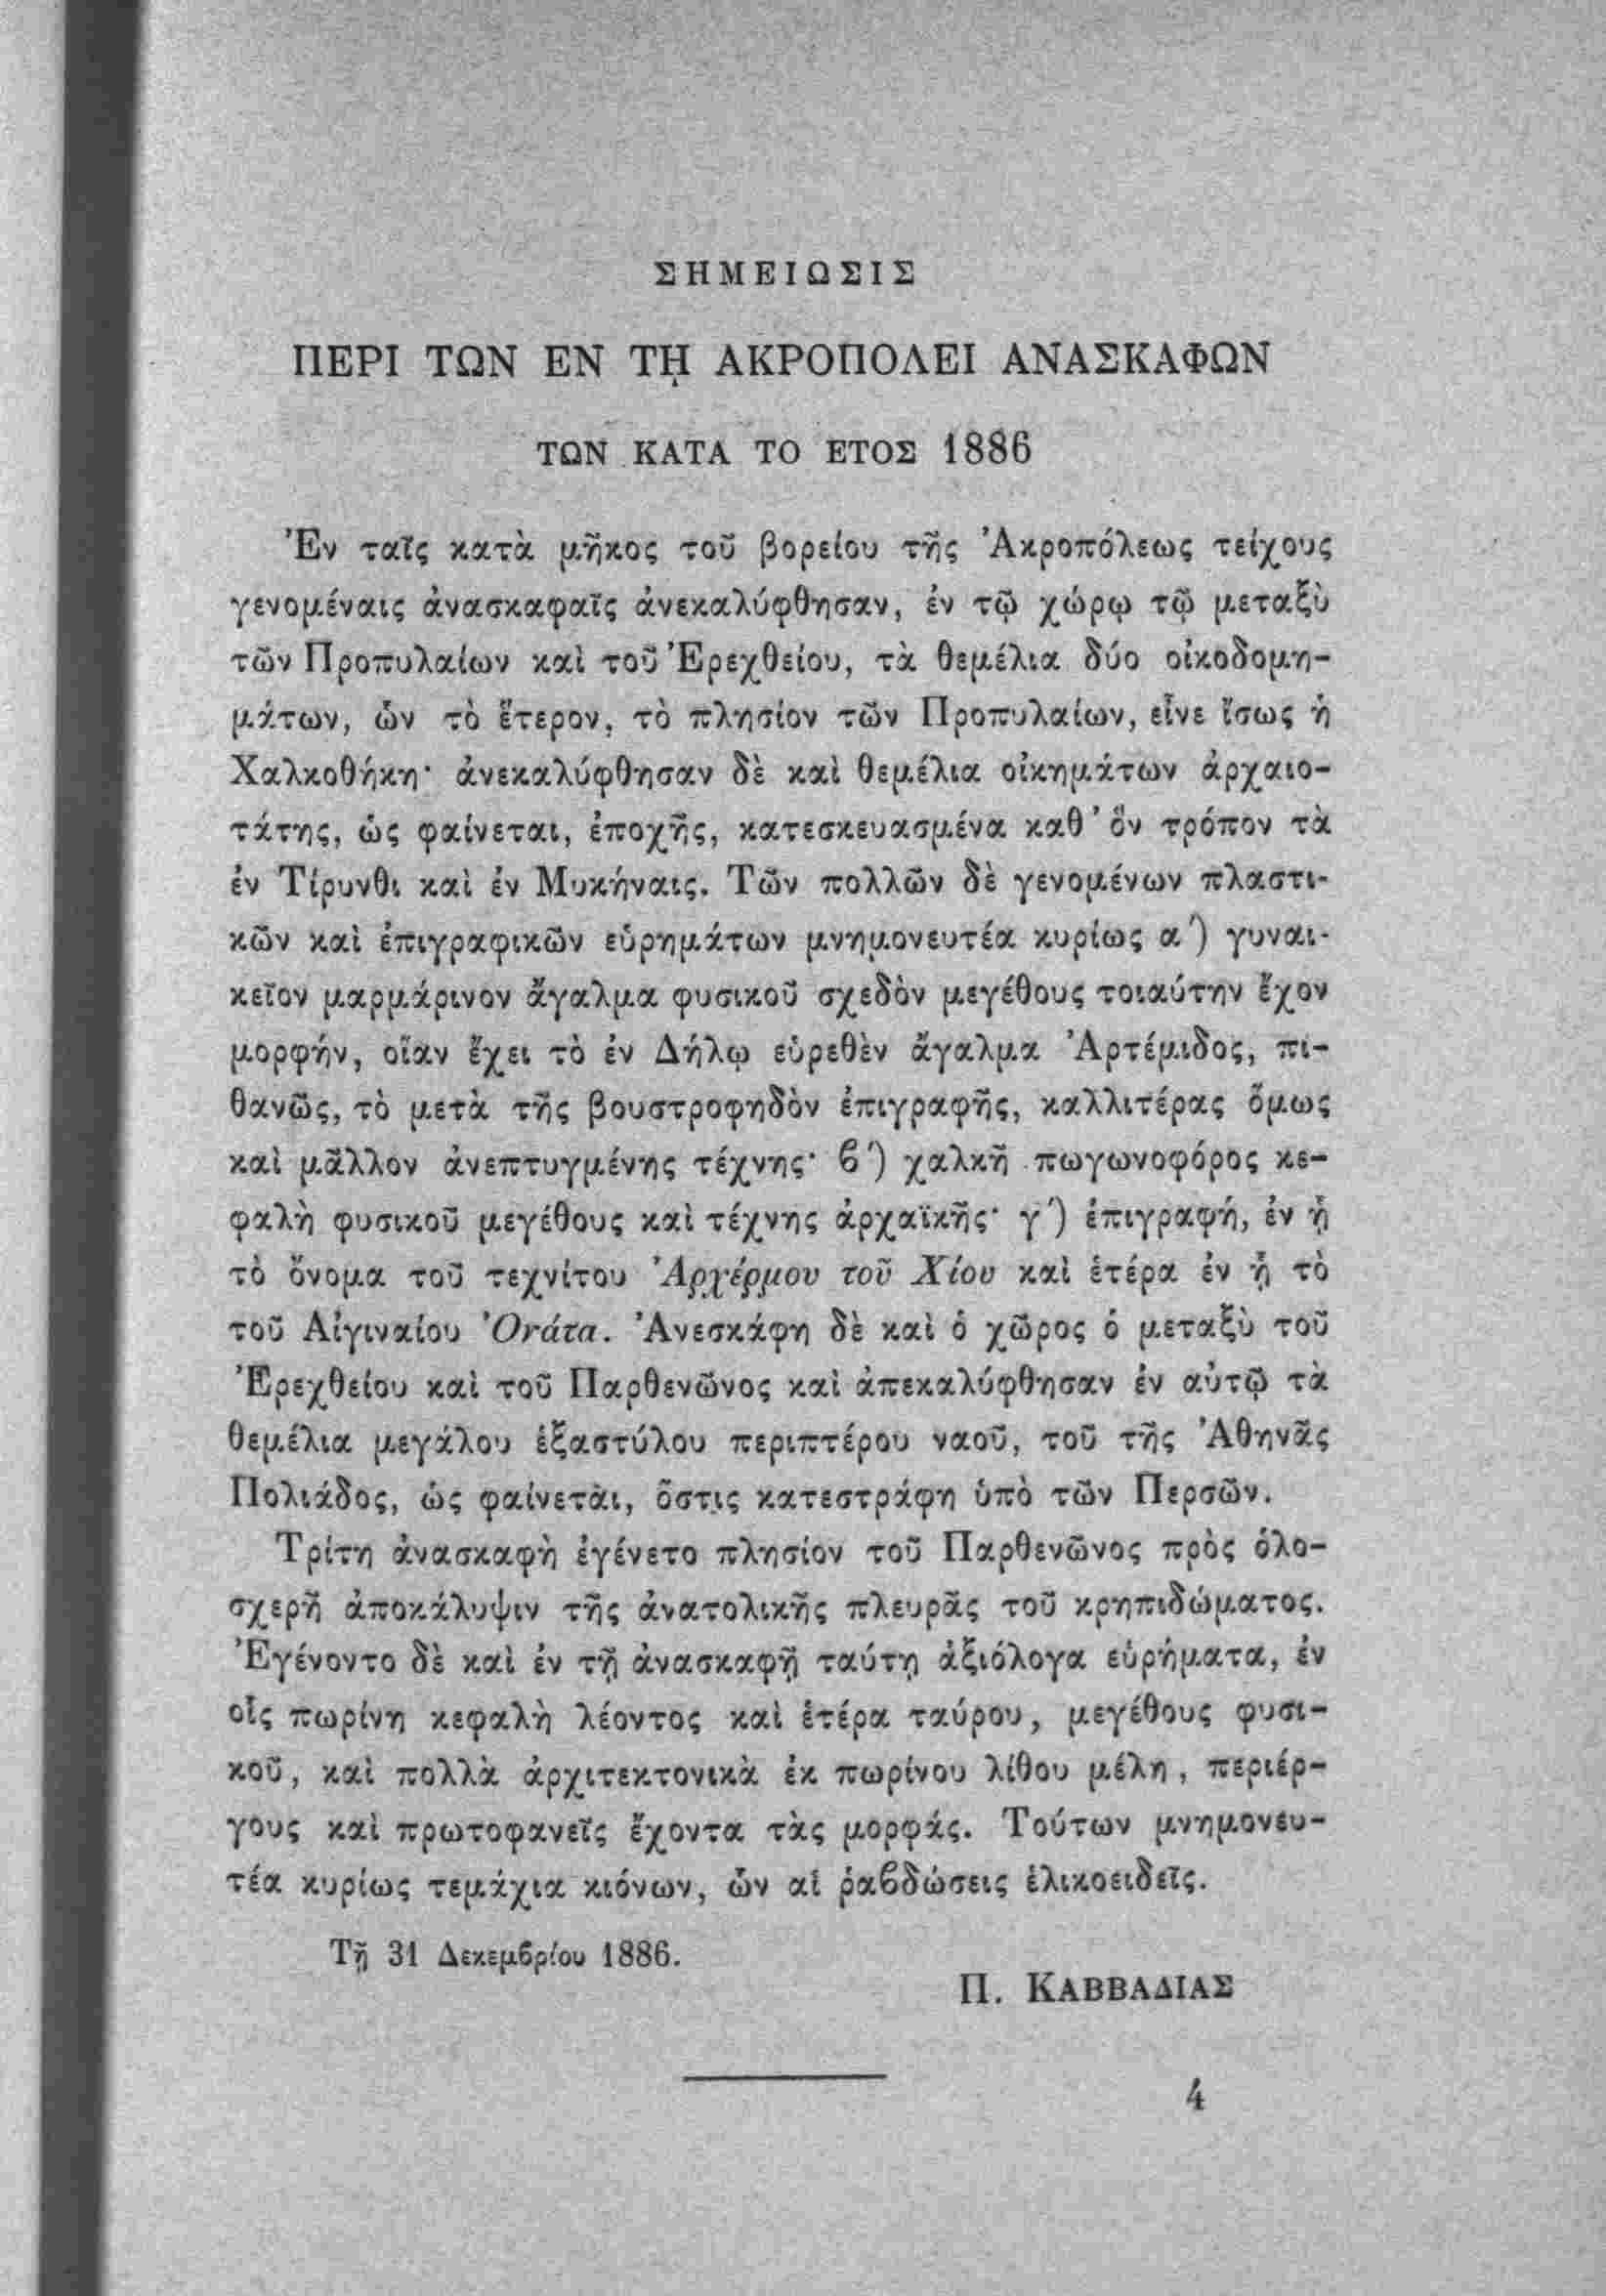 ΣΗΜΕΙΩΣΙΣ
ΠΕΡΙ ΤΩΝ ΕΝ Τῌ ΑΚΡΟΠΟΛΕΙ ΑΝΑΣΚΑΦΩΝ
ΤΩΝ ΚΑΤΑ ΤΟ ΕΤΟΣ 1886
Ἐν ταῖς κατὰ μῆκος τοῦ βορείου τῆς Ἀκροπόλεως τείχους
γενομέναις ἀνασκαφαῖς ἀνεκαλύφθησαν, ἐν τῷ χώρῳ τῷ μεταξὺ
τῶν Προπυλαίων καὶ τοῦ Ἐρεχθείου, τὰ θεμέλια δύο οἰκοδομη-
μάτων, ὧν τὸ ἕτερον, τὸ πλησίον τῶν Προπυλαίων, εἶνε ἴσως ἡ
Χαλκοθήκη· ἀνεκαλύφθησαν δὲ καὶ θεμέλια οἰκημάτων ἀρχαιο-
τάτης, ὡς φαίνεται, ἐποχῆς, κατεσκευασμένα καθ' ὃν τρόπον τὰ
ἐν Τίρυνθι καὶ ἐν Μυκήναις. Τῶν πολλῶν δὲ γενομένων πλαστι-
κῶν καὶ ἐπιγραφικῶν εὑρημάτων μνημονευτέα κυρίως α') γυναι-
κεῖον μαρμάρινον ἄγαλμα φυσικοῦ σχεδὸν μεγέθους τοιαύτην ἔχον
μορφήν, οἵαν ἔχει τὸ ἐν Δήλῳ εὑρεθὲν ἄγαλμα Ἀρτέμιδος, πι-
θανῶς, τὸ μετὰ τῆς βουστροφηδὸν ἐπιγραφῆς, καλλιτέρας ὅμως
καὶ μᾶλλον ἀνεπτυγμένης τέχνης· ϐ') χαλκῆ πωγωνοφόρος κε-
φαλὴ φυσικοῦ μεγέθους καὶ τέχνης ἀρχαϊκῆς· γ') ἐπιγραφή, ἐν ᾗ
τὸ ὄνομα τοῦ τεχνίτου Ἀρχέρμου τοῦ Χίου καὶ ἑτέρα ἐν ᾗ τὸ
τοῦ Αἰγιναίου Ὀνάτα. Ἀνεσκάφη δὲ καὶ ὁ χῶρος ὁ μεταξὺ τοῦ
Ἐρεχθείου καὶ τοῦ Παρθενῶνος καὶ ἀπεκαλύφθησαν ἐν αὐτῷ τὰ
θεμέλια μεγάλου ἑξαστύλου περιπτέρου ναοῦ, τοῦ τῆς Ἀθηνᾶς
Πολιάδος, ὡς φαίνεται, ὅστις κατεστράφη ὑπὸ τῶν Περσῶν.
Τρίτη ἀνασκαφὴ ἐγένετο πλησίον τοῦ Παρθενῶνος πρὸς ὁλο-
σχερῆ ἀποκάλυψιν τῆς ἀνατολικῆς πλευρᾶς τοῦ κρηπιδώματος.
Ἐγένοντο δὲ καὶ ἐν τῇ ἀνασκαφῇ ταύτῃ ἀξιόλογα εὑρήματα, ἐν
οἷς πωρίνη κεφαλὴ λέοντος καὶ ἑτέρα ταύρου, μεγέθους φυσι-
κοῦ, καὶ πολλὰ ἀρχιτεκτονικὰ ἐκ πωρίνου λίθου μέλη, περιέρ-
γους καὶ πρωτοφανεῖς ἔχοντα τὰς μορφάς. Τούτων μνημονευ-
τέα κυρίως τεμάχια κιόνων, ὧν αἱ ῥαϐδώσεις ἑλικοειδεῖς.
Τῇ 31 Δεκεμϐρίου 1886.
Π. ΚΑΒΒΑΔΙΑΣ
4